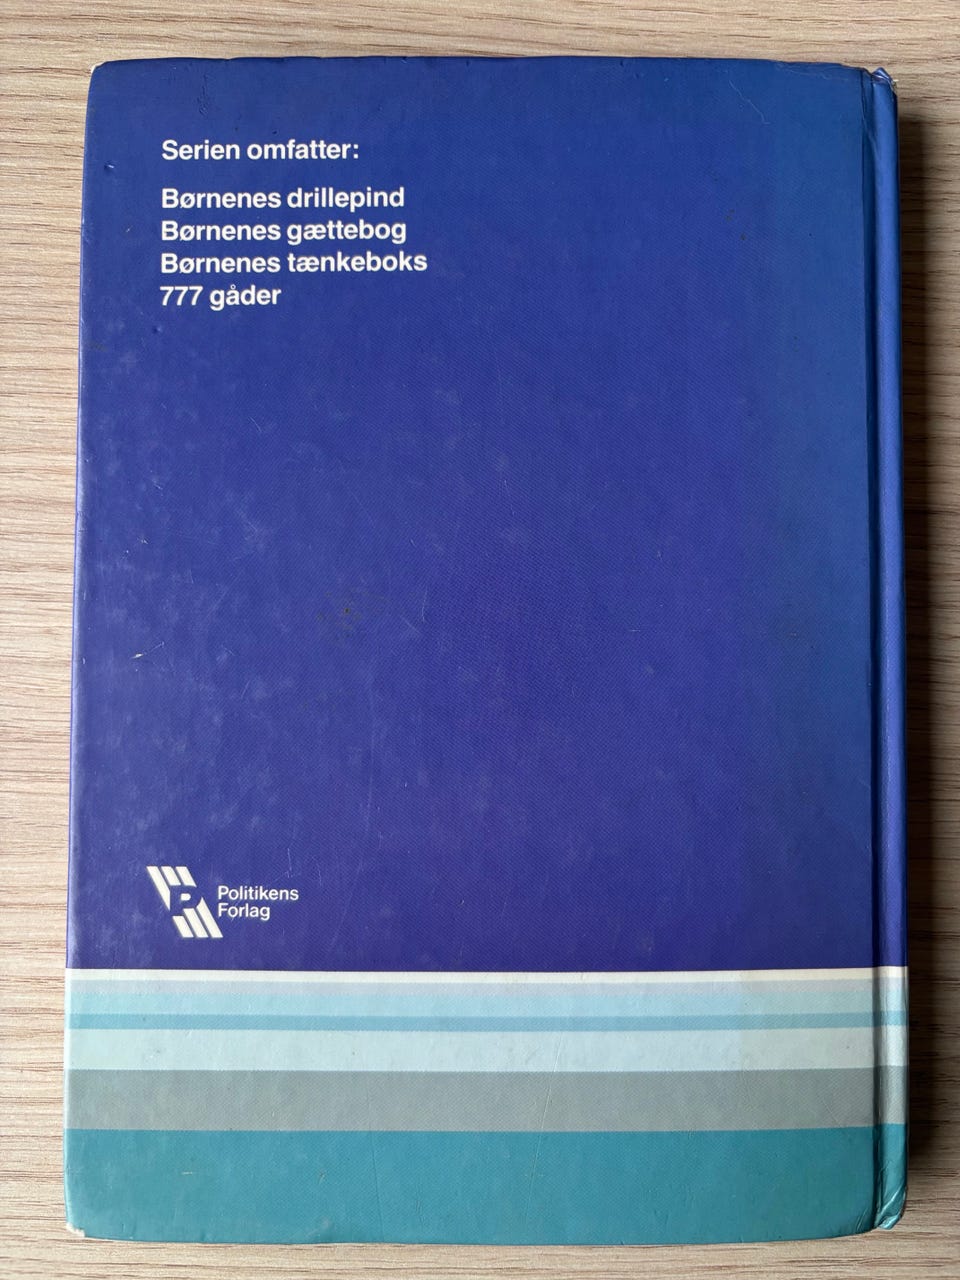 Serien omfatter:
Børnenes drillepind
Børnenes gættebog
Børnenes tænkeboks
777 gåder
P
Politikens
Forlag